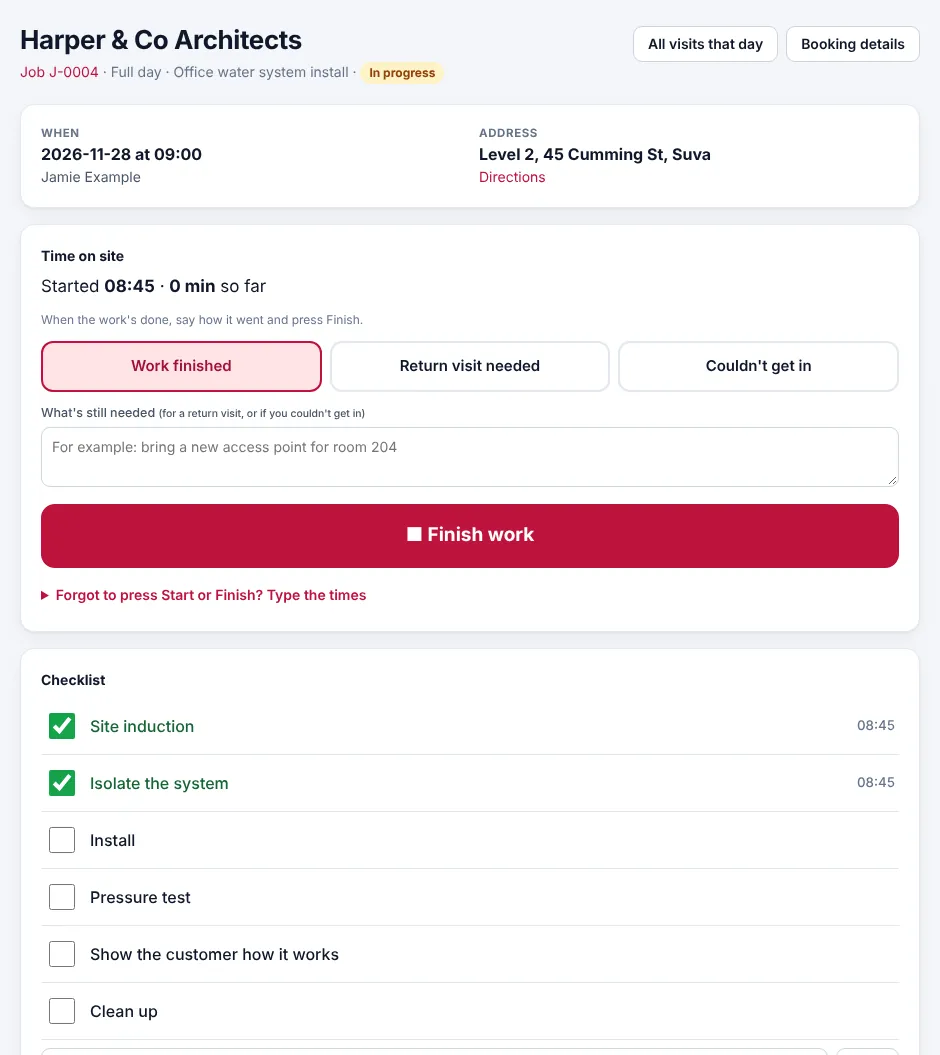 Harper & Co Architects
All visits that day
Booking details
Job J-0004 · Full day · Office water system install · In progress
WHEN
2026-11-28 at 09:00
Jamie Example
ADDRESS
Level 2, 45 Cumming St, Suva
Directions
Time on site
Started 08:45 · 0 min so far
When the work's done, say how it went and press Finish.
Work finished
Return visit needed
Couldn't get in
What's still needed (for a return visit, or if you couldn't get in)
For example: bring a new access point for room 204
Finish work
Forgot to press Start or Finish? Type the times
Checklist
Site induction 08:45
Isolate the system 08:45
Install
Pressure test
Show the customer how it works
Clean up